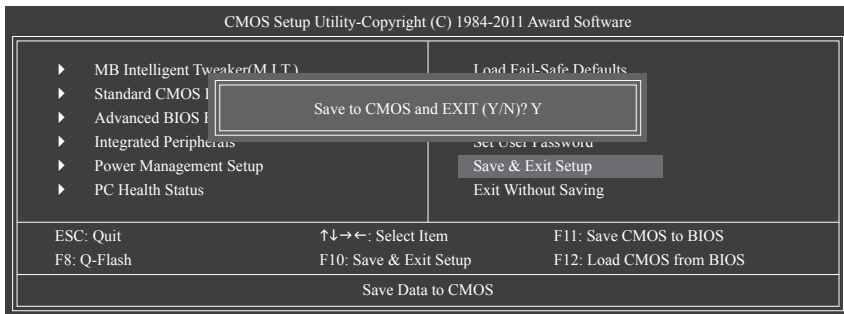 CMOS Setup Utility-Copyright (C) 1984-2011 Award Software
MB Intelligent Tweaker(M.I.T.)
Standard CMOS
Advanced BIOS
Integrated Peripherals
Power Management Setup
PC Health Status
Load Fail-Safe Defaults
Set User Password
Save & Exit Setup
Exit Without Saving
Save to CMOS and EXIT (Y/N)? Y
ESC: Quit ↑↓→←: Select Item F11: Save CMOS to BIOS
F8: Q-Flash F10: Save & Exit Setup F12: Load CMOS from BIOS
Save Data to CMOS